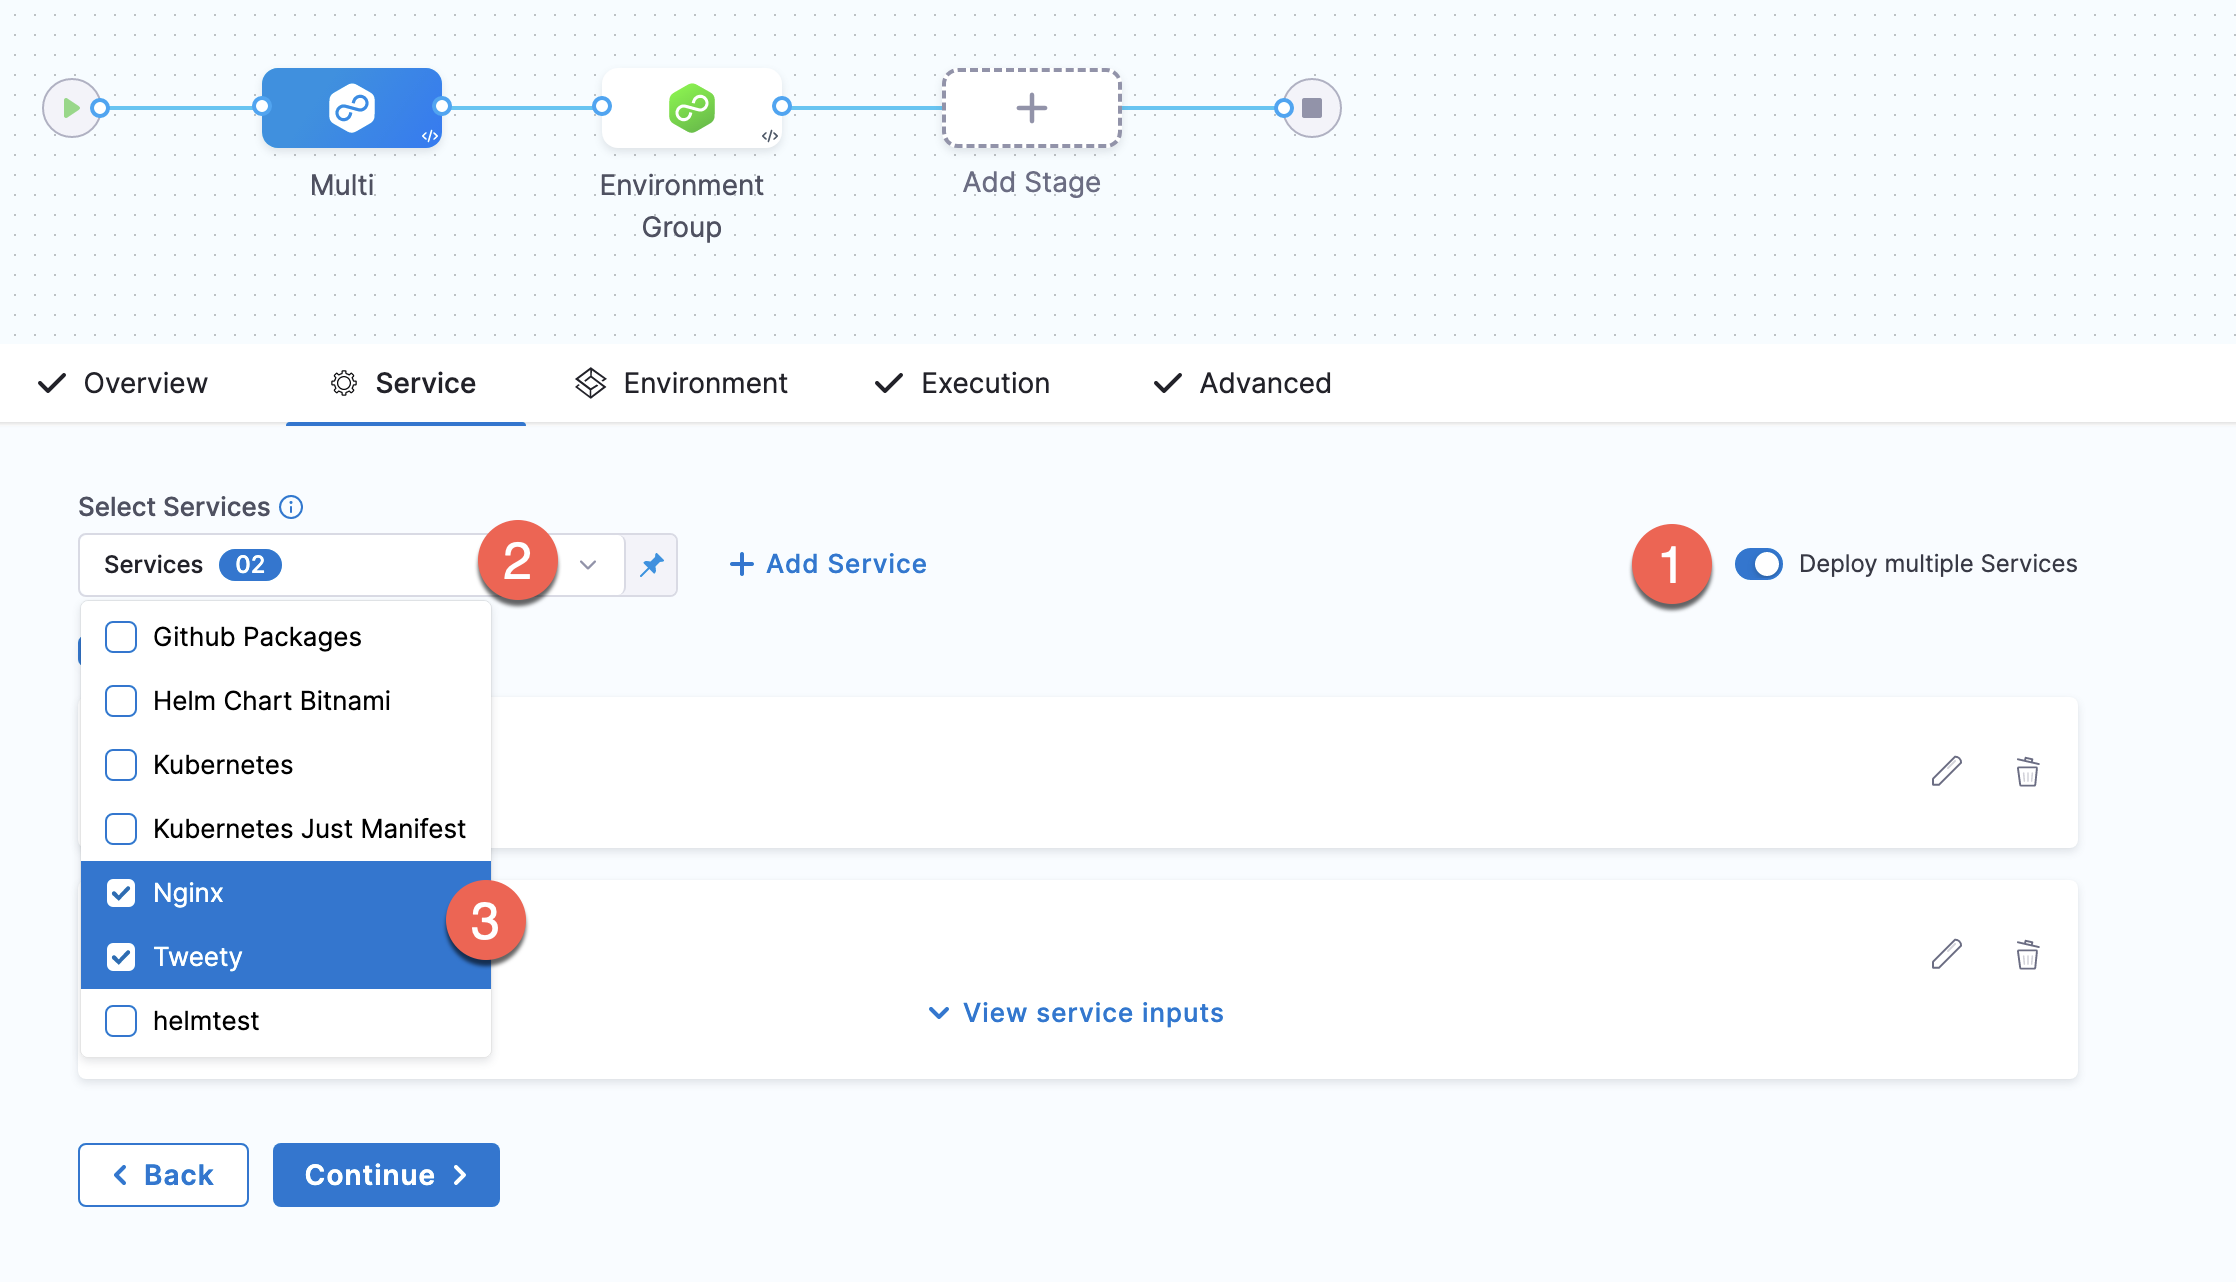 </>
</>
Multi
Environment
Group
Add Stage
Overview
Service
Environment
Execution
Advanced
Select Services
Services 02
2
Add Service
1
Deploy multiple Services
Github Packages
Helm Chart Bitnami
Kubernetes
Kubernetes Just Manifest
Nginx
3
Tweety
helmtest
View service inputs
Back
Continue